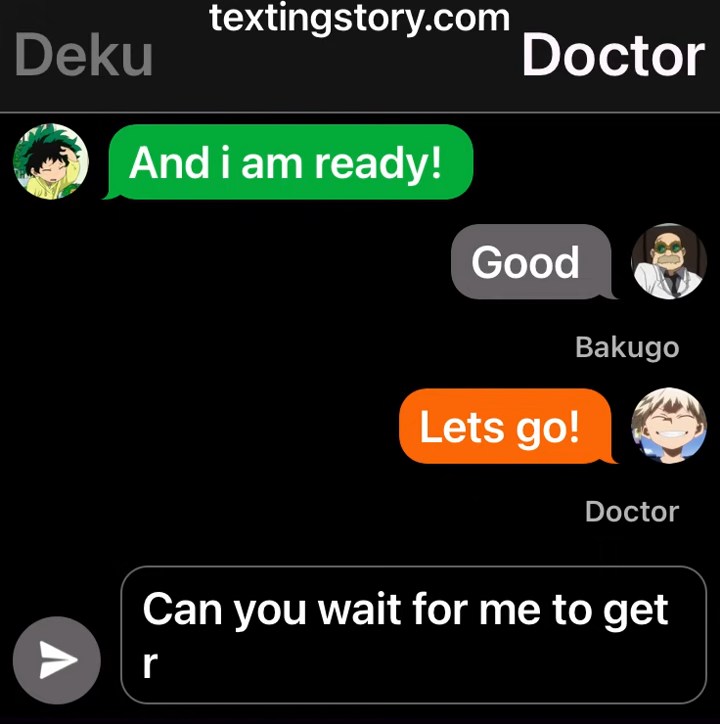 textingstory.com
Deku
Doctor
And i am ready!
Good
Bakugo
Lets go!
Doctor
Can you wait for me to get
r